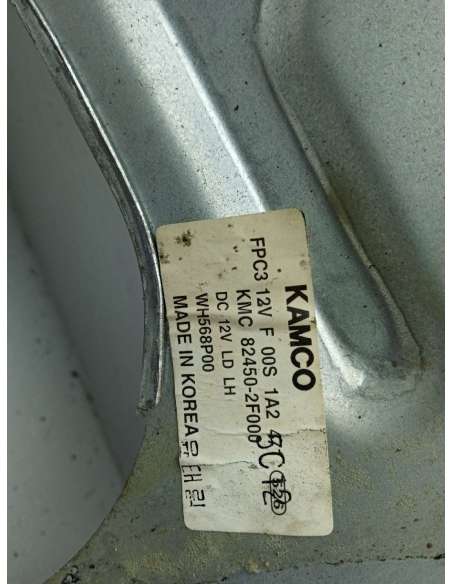 KAMCO
FPC3 12V F 00S 1A2
KMC 82450-2F000
DC 12V LD LH
WH568P00
MADE IN KOREA